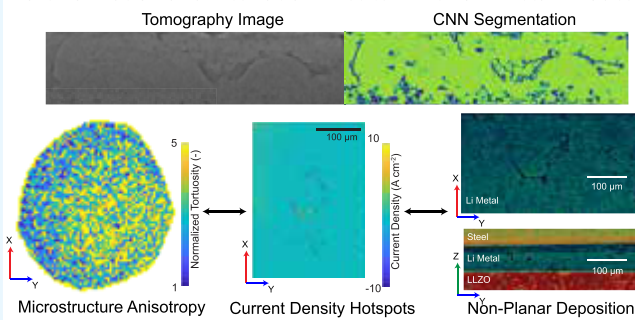 Tomography Image
CNN Segmentation
5
Normalized Tortuosity (-)
1
X
Y
Microstructure Anisotropy
100 µm
10
Current Density (A cm-2)
-10
X
Y
Current Density Hotspots
X
Li Metal
100 µm
Y
Steel
Z
Li Metal
100 µm
LLZO
Y
Non-Planar Deposition